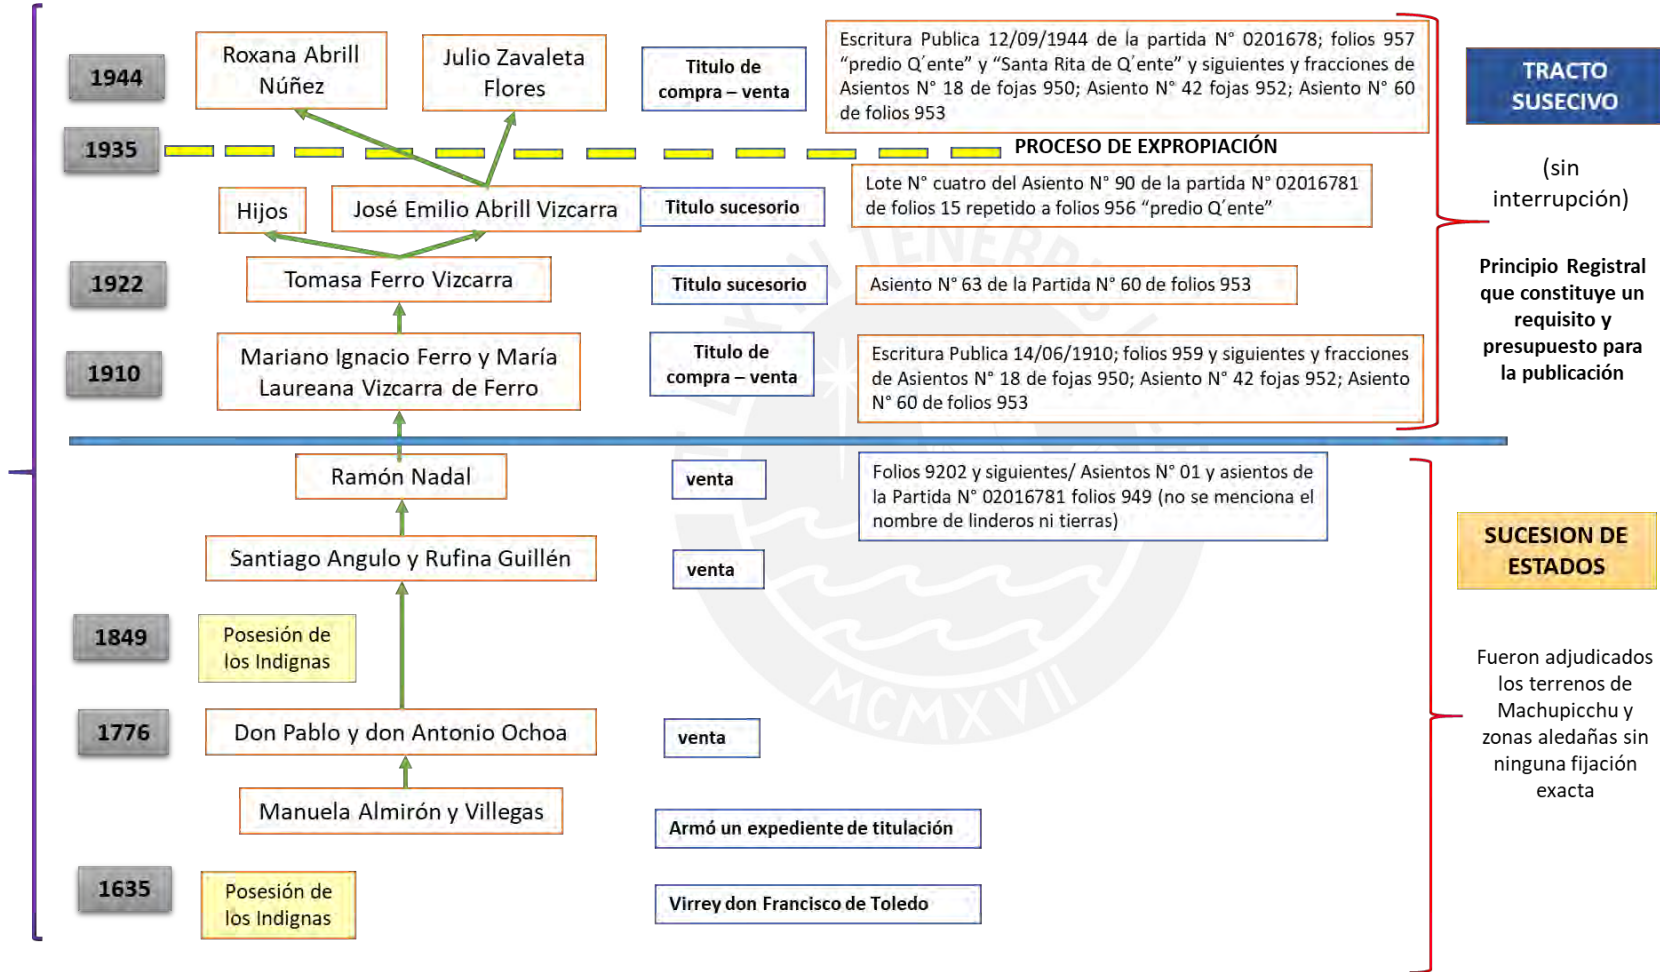 1944
Roxana Abrill
Núñez
Julio Zavaleta
Flores
Titulo de
compra – venta
Escritura Publica 12/09/1944 de la partida N° 0201678; folios 957
“predio Q´ente” y “Santa Rita de Q´ente” y siguientes y fracciones de
Asientos N° 18 de fojas 950; Asiento N° 42 fojas 952; Asiento N° 60
de folios 953
TRACTO
SUSECIVO
1935
PROCESO DE EXPROPIACIÓN
(sin
interrupción)
Hijos
José Emilio Abrill Vizcarra
Titulo sucesorio
Lote N° cuatro del Asiento N° 90 de la partida N° 02016781
de folios 15 repetido a folios 956 “predio Q´ente”
1922
Tomasa Ferro Vizcarra
Titulo sucesorio
Asiento N° 63 de la Partida N° 60 de folios 953
Principio Registral
que constituye un
requisito y
presupuesto para
la publicación
1910
Mariano Ignacio Ferro y María
Laureana Vizcarra de Ferro
Titulo de
compra – venta
Escritura Publica 14/06/1910; folios 959 y siguientes y fracciones
de Asientos N° 18 de fojas 950; Asiento N° 42 fojas 952; Asiento
N° 60 de folios 953
Ramón Nadal
venta
Folios 9202 y siguientes/ Asientos N° 01 y asientos de
la Partida N° 02016781 folios 949 (no se menciona el
nombre de linderos ni tierras)
Santiago Angulo y Rufina Guillén
venta
SUCESION DE
ESTADOS
1849
Posesión de
los Indignas
Fueron adjudicados
los terrenos de
Machupicchu y
zonas aledañas sin
ninguna fijación
exacta
1776
Don Pablo y don Antonio Ochoa
venta
Manuela Almirón y Villegas
Armó un expediente de titulación
1635
Posesión de
los Indignas
Virrey don Francisco de Toledo
MCMXVII